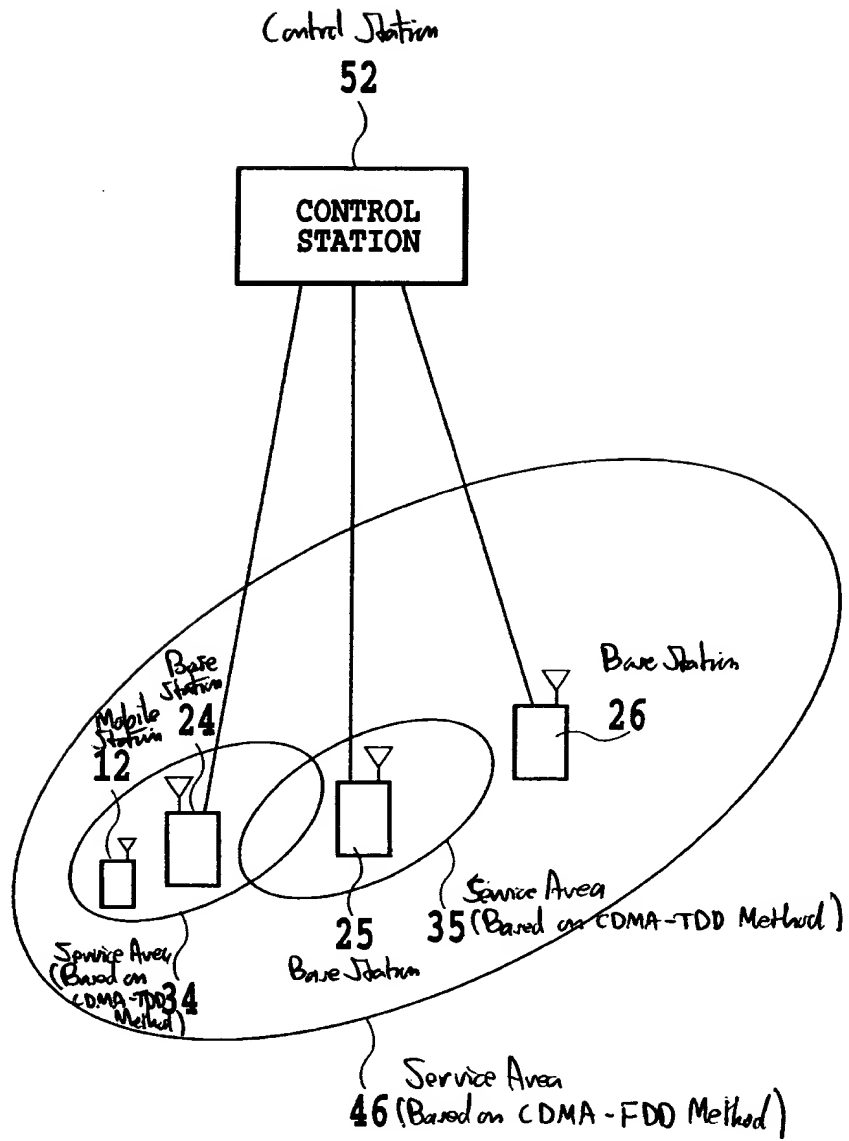 Control Station
52
CONTROL
STATION
Base Station
26
Base
Station
24
Mobile
Station
12
Service Area
35 (Based on CDMA-TDD Method)
25
Base Station
Service Area
(Based on
CDMA-TDD
Method)
34
Service Area
46 (Based on CDMA-FDD Method)